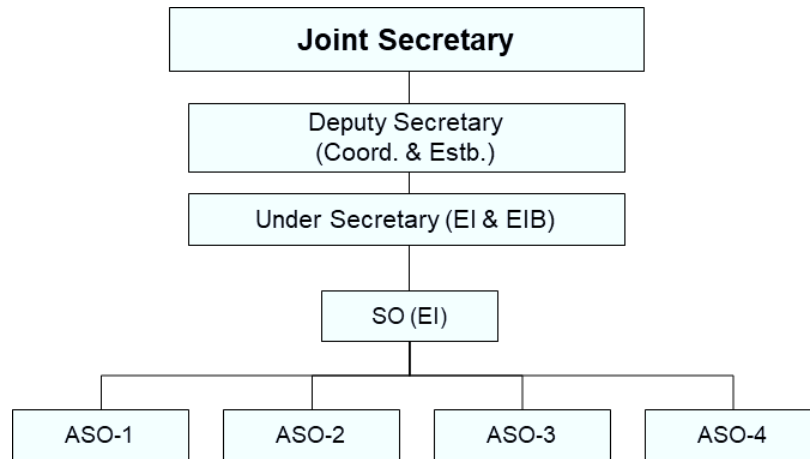 Joint Secretary
Deputy Secretary
(Coord. & Estb.)
Under Secretary (EI & EIB)
SO (EI)
ASO-1
ASO-2
ASO-3
ASO-4